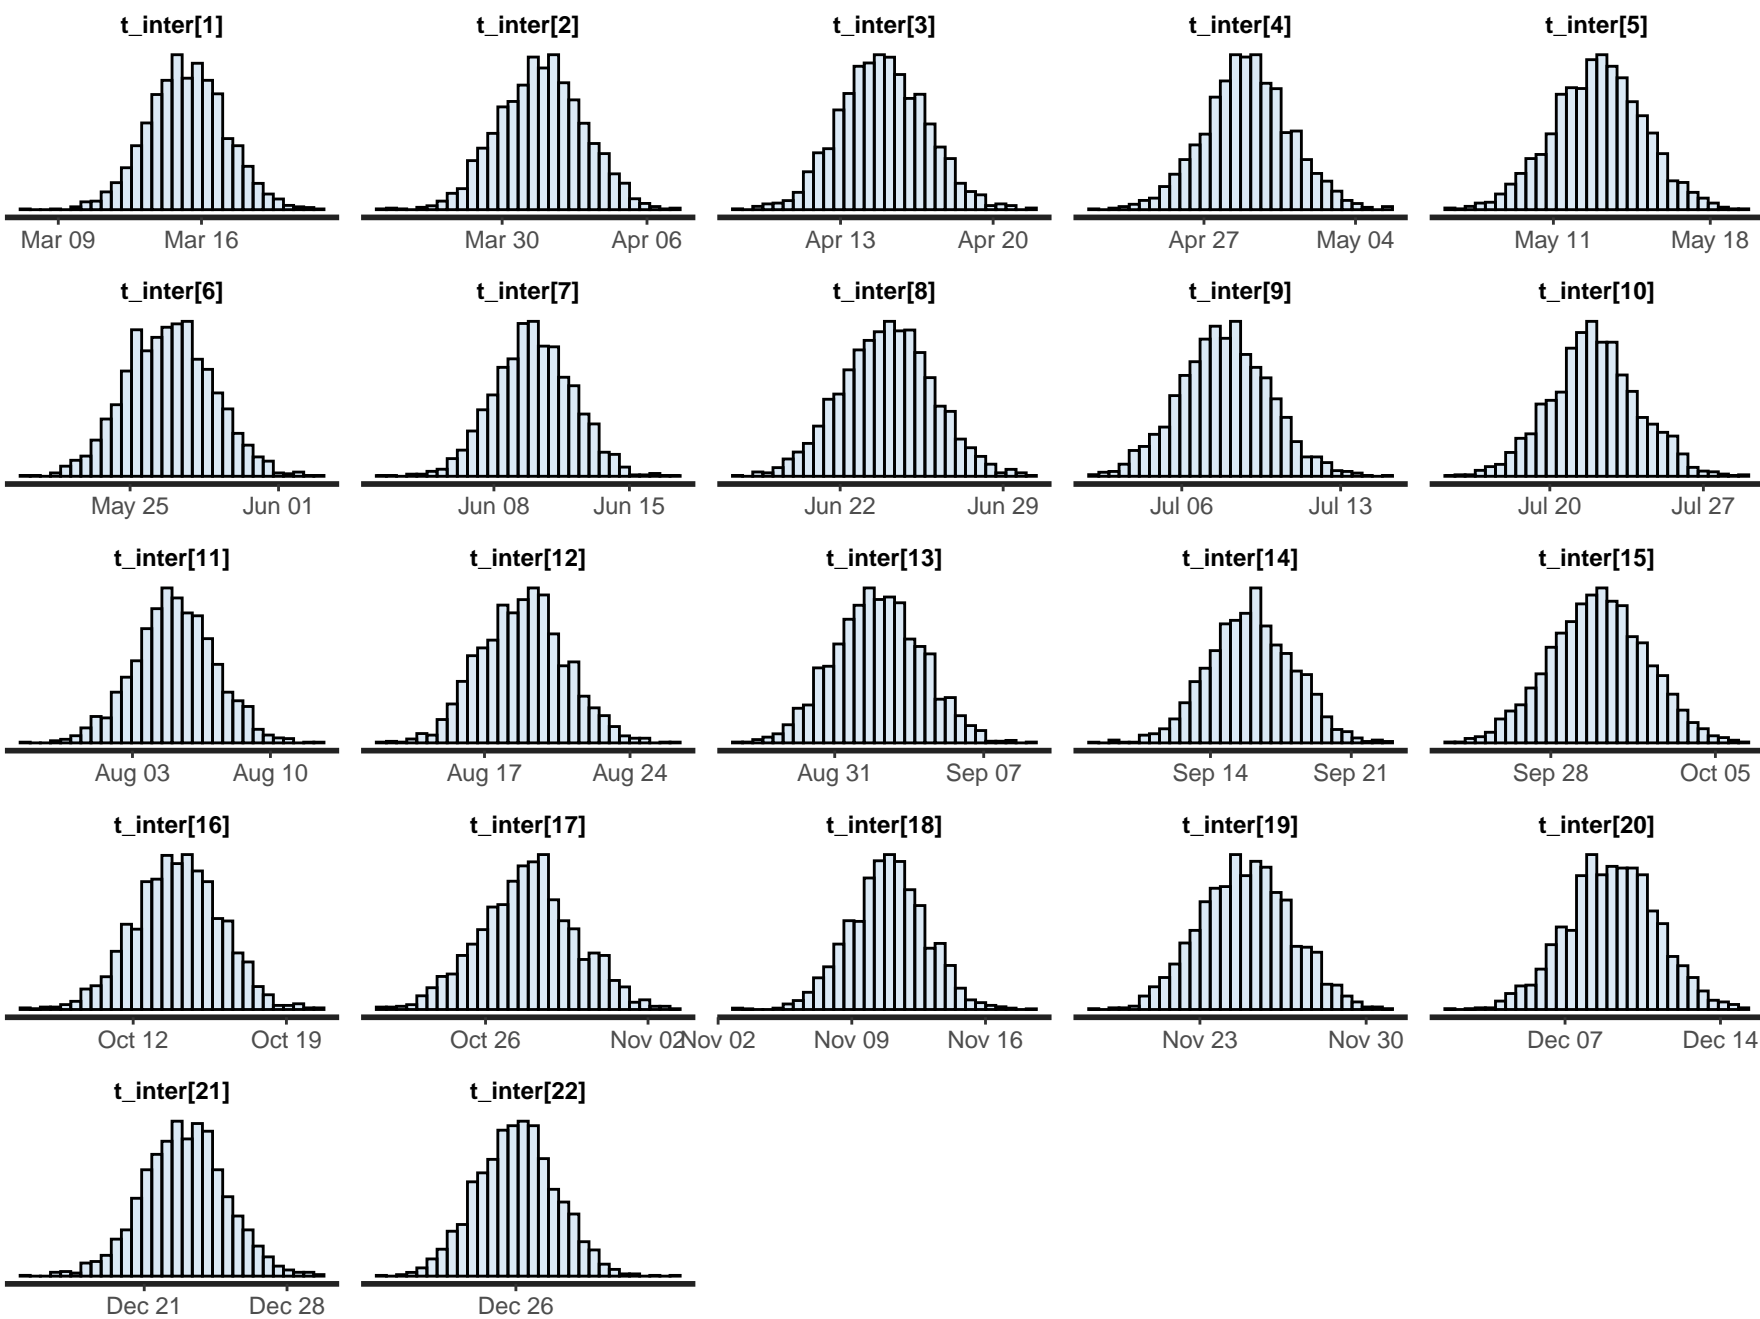 t_inter[1] t_inter[2] t_inter[3] t_inter[4] t_inter[5]
Mar 09 Mar 16 Mar 30 Apr 06 Apr 13 Apr 20 Apr 27 May 04 May 11 May 18
t_inter[6] t_inter[7] t_inter[8] t_inter[9] t_inter[10]
May 25 Jun 01 Jun 08 Jun 15 Jun 22 Jun 29 Jul 06 Jul 13 Jul 20 Jul 27
t_inter[11] t_inter[12] t_inter[13] t_inter[14] t_inter[15]
Aug 03 Aug 10 Aug 17 Aug 24 Aug 31 Sep 07 Sep 14 Sep 21 Sep 28 Oct 05
t_inter[16] t_inter[17] t_inter[18] t_inter[19] t_inter[20]
Oct 12 Oct 19 Oct 26 Nov 02 Nov 02 Nov 09 Nov 16 Nov 23 Nov 30 Dec 07 Dec 14
t_inter[21] t_inter[22]
Dec 21 Dec 28 Dec 26